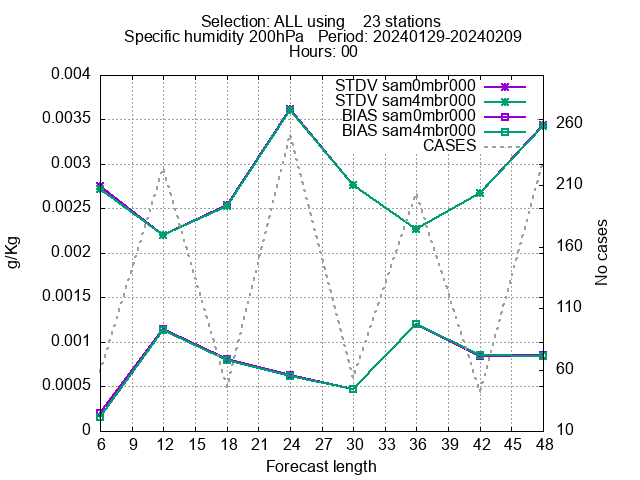 Selection: ALL using    23 stations
Specific humidity 200hPa   Period: 20240129-20240209
Hours: 00
STDV sam0mbr000
STDV sam4mbr000
BIAS sam0mbr000
BIAS sam4mbr000
CASES
0.004
0.0035
0.003
0.0025
0.002
0.0015
0.001
0.0005
0
g/Kg
260
210
160
110
60
10
No cases
6 9 12 15 18 21 24 27 30 33 36 39 42 45 48
Forecast length